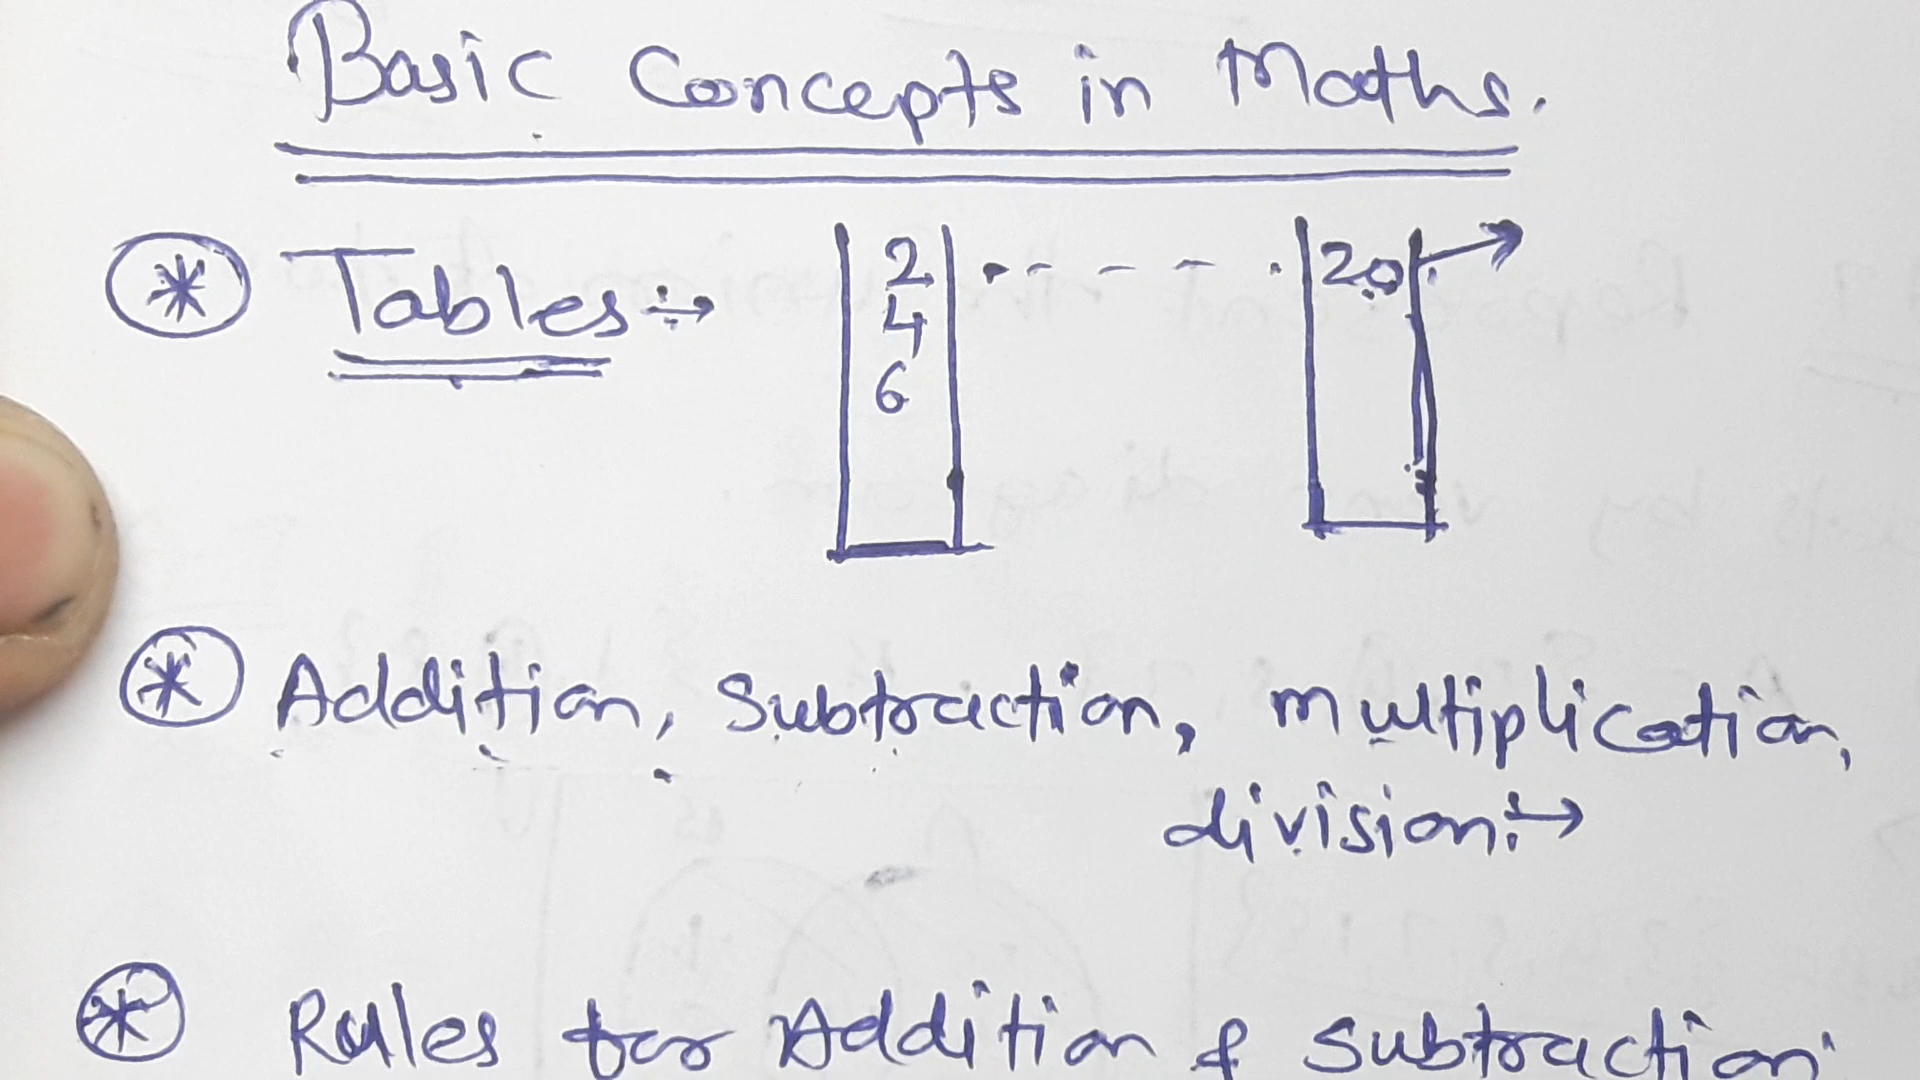 Basic Concepts in Maths.
* Tables :→ 2 - - - - 20 →
4
6
* Addition, Subtraction, multiplication,
division :→
* Rules for Addition & Subtraction